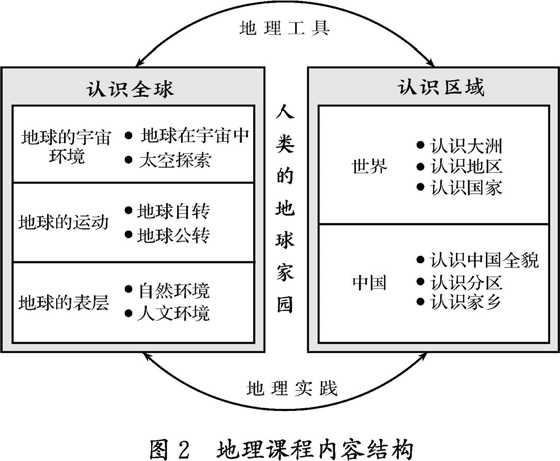 地理工具
认识全球
地球的宇宙
环境
● 地球在宇宙中
● 太空探索
地球的运动
● 地球自转
● 地球公转
地球的表层
● 自然环境
● 人文环境
人类的地球家园
认识区域
世界
● 认识大洲
● 认识地区
● 认识国家
中国
● 认识中国全貌
● 认识分区
● 认识家乡
地理实践
图2 地理课程内容结构